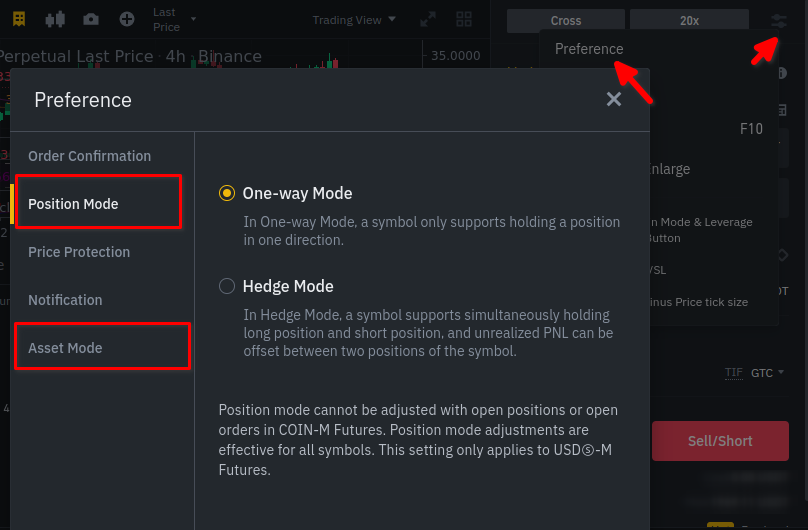 Last
Price
Trading View
Cross
20x
Perpetual Last Price · 4h · Binance
35.0000
Preference
F10
Enlarge
n Mode & Leverage
Button
/SL
inus Price tick size
TIF GTC
Sell/Short
Preference
Order Confirmation
Position Mode
Price Protection
Notification
Asset Mode
One-way Mode
In One-way Mode, a symbol only supports holding a position
in one direction.
Hedge Mode
In Hedge Mode, a symbol supports simultaneously holding
long position and short position, and unrealized PNL can be
offset between two positions of the symbol.
Position mode cannot be adjusted with open positions or open
orders in COIN-M Futures. Position mode adjustments are
effective for all symbols. This setting only applies to USDⓈ-M
Futures.